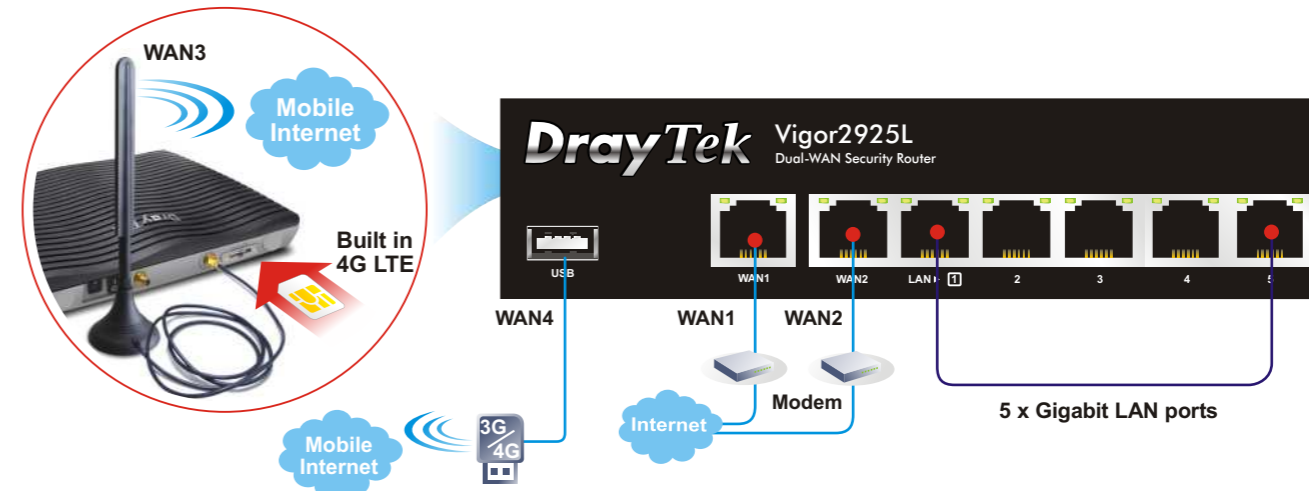 WAN3
Mobile
Internet
Built in
4G LTE
DrayTek
Vigor2925L
Dual-WAN Security Router
USB
WAN1
WAN2
LAN
1
2
3
4
5
WAN4
WAN1
WAN2
Modem
Internet
3G
4G
Mobile
Internet
5 x Gigabit LAN ports